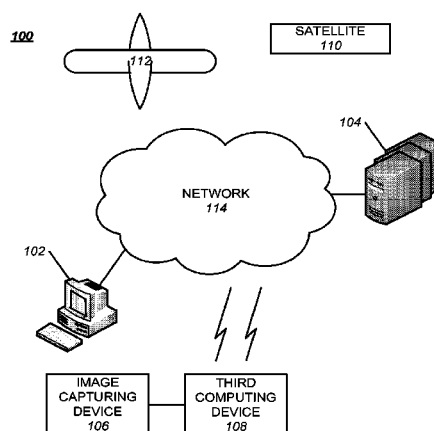 100
112
SATELLITE
110
104
NETWORK
114
102
IMAGE
CAPTURING
DEVICE
106
THIRD
COMPUTING
DEVICE
108